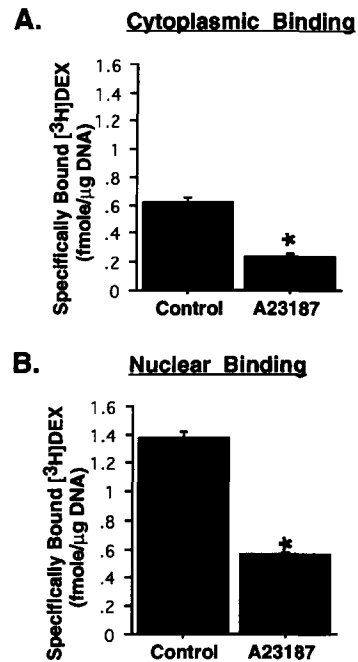 A. Cytoplasmic Binding
Specifically Bound [³H]DEX
(fmole/µg DNA)
1.6
1.4
1.2
1
.8
.6
.4
.2
0
*
Control A23187
B. Nuclear Binding
Specifically Bound [³H]DEX
(fmole/µg DNA)
1.6
1.4
1.2
1
.8
.6
.4
.2
0
*
Control A23187